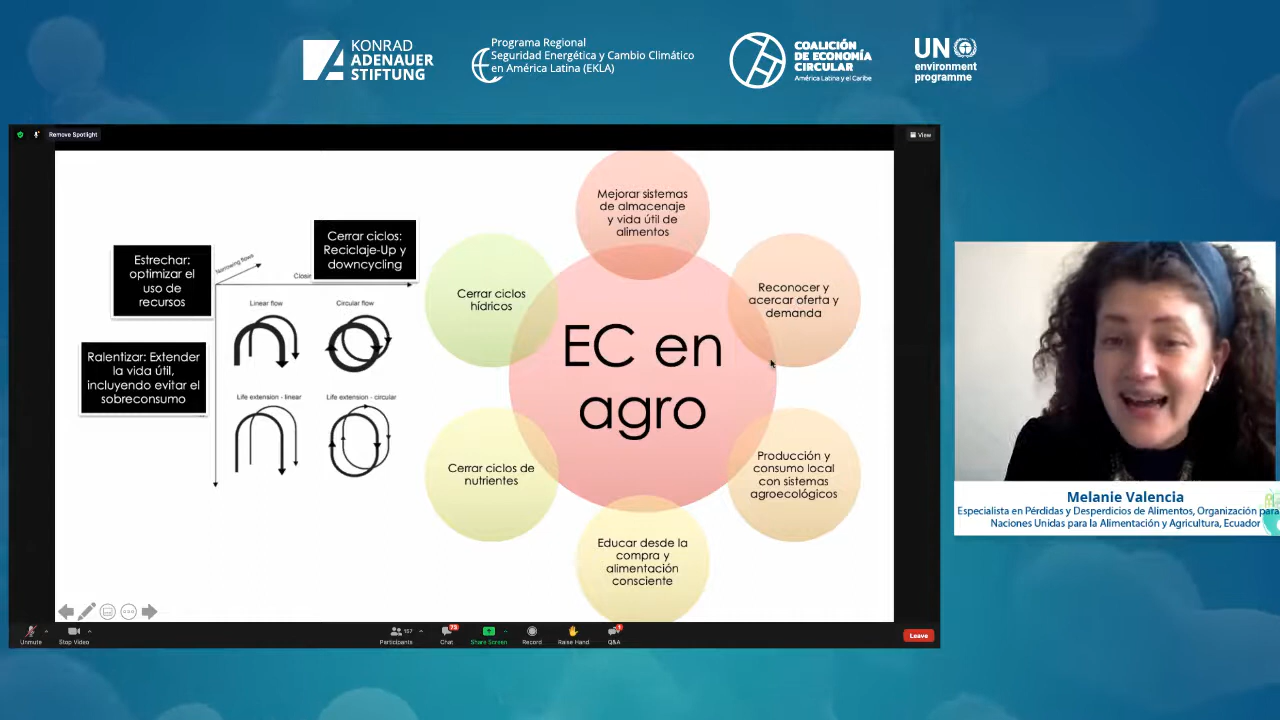 KONRAD
ADENAUER
STIFTUNG
Programa Regional
Seguridad Energética y Cambio Climático
en América Latina (EKLA)
COALICIÓN
DE ECONOMÍA
CIRCULAR
América Latina y el Caribe
UN
environment
programme
Remove Spotlight
View
Estrechar:
optimizar el
uso de
recursos
Narrowing flows
Cerrar ciclos:
Reciclaje-Up y
downcycling
Linear flow
Circular flow
Ralentizar: Extender
la vida útil,
incluyendo evitar el
sobreconsumo
Life extension - linear
Life extension - circular
Mejorar sistemas
de almacenaje
y vida útil de
alimentos
Cerrar ciclos
hídricos
Reconocer y
acercar oferta y
demanda
EC en
agro
Cerrar ciclos de
nutrientes
Producción y
consumo local
con sistemas
agroecológicos
Educar desde la
compra y
alimentación
consciente
Melanie Valencia
Especialista en Pérdidas y Desperdicios de Alimentos, Organización para
Naciones Unidas para la Alimentación y Agricultura, Ecuador
Unmute
Stop Video
Participants
157
Chat
75
Share Screen
Record
Raise Hand
Q&A
1
Leave